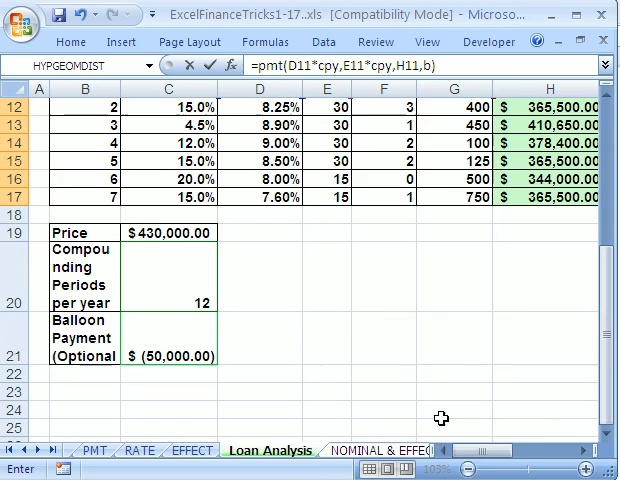 ExcelFinanceTricks1-17..xls [Compatibility Mode] - Microso...
Home Insert Page Layout Formulas Data Review View Developer
HYPGEOMDIST fx =pmt(D11*cpy,E11*cpy,H11,b)
A B C D E F G H
12 2 15.0% 8.25% 30 3 400 $ 365,500.00
13 3 4.5% 8.90% 30 1 450 $ 410,650.00
14 4 12.0% 9.00% 30 2 100 $ 378,400.00
15 5 15.0% 8.50% 30 2 125 $ 365,500.00
16 6 20.0% 8.00% 15 0 500 $ 344,000.00
17 7 15.0% 7.60% 15 1 750 $ 365,500.00
18
19 Price $430,000.00
Compou
nding
Periods
20 per year 12
Balloon
Payment
21 (Optional $ (50,000.00)
22
23
24
25
PMT RATE EFFECT Loan Analysis NOMINAL & EFFEC
Enter 103%